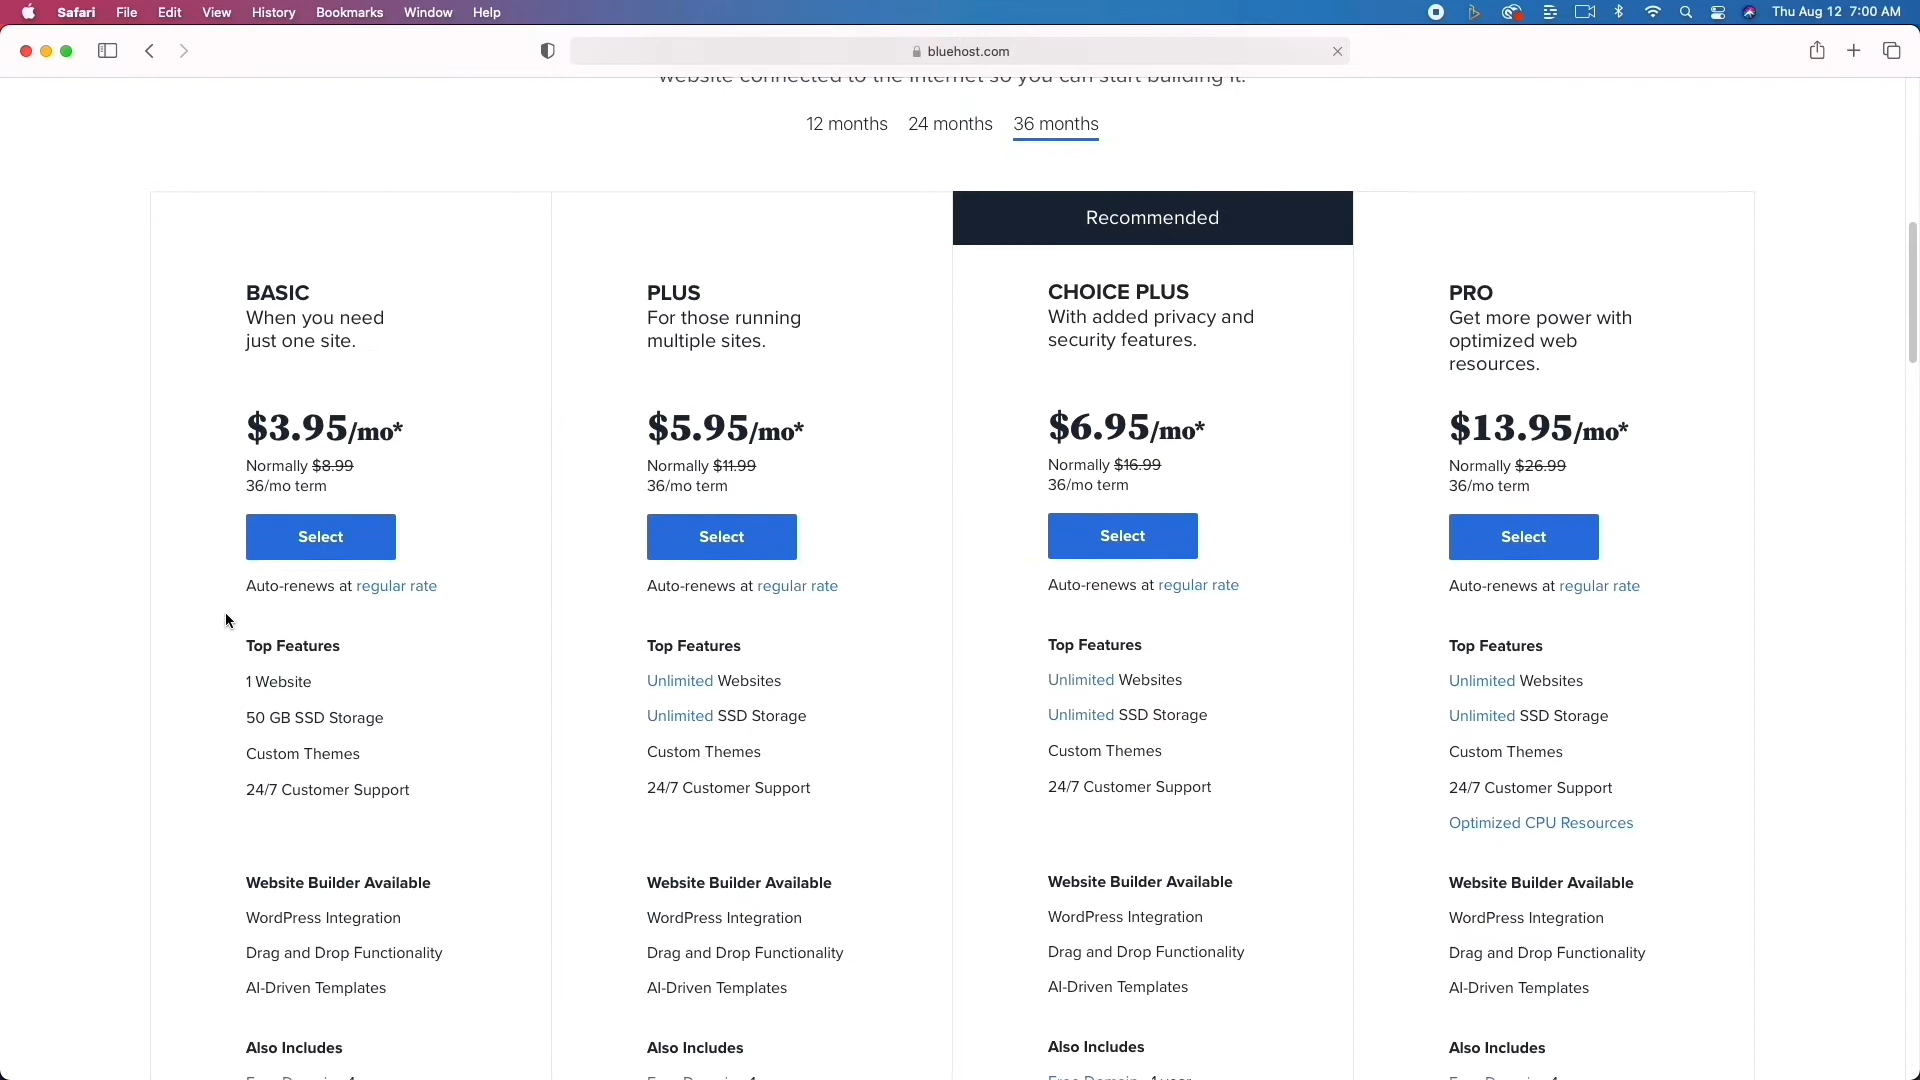 Safari File Edit View History Bookmarks Window Help Thu Aug 12 7:00 AM
bluehost.com
website connected to the internet so you can start building it.
12 months 24 months 36 months
Recommended
BASIC
When you need
just one site.
$3.95/mo*
Normally $8.99
36/mo term
Select
Auto-renews at regular rate
Top Features
1 Website
50 GB SSD Storage
Custom Themes
24/7 Customer Support
Website Builder Available
WordPress Integration
Drag and Drop Functionality
AI-Driven Templates
Also Includes
PLUS
For those running
multiple sites.
$5.95/mo*
Normally $11.99
36/mo term
Select
Auto-renews at regular rate
Top Features
Unlimited Websites
Unlimited SSD Storage
Custom Themes
24/7 Customer Support
Website Builder Available
WordPress Integration
Drag and Drop Functionality
AI-Driven Templates
Also Includes
CHOICE PLUS
With added privacy and
security features.
$6.95/mo*
Normally $16.99
36/mo term
Select
Auto-renews at regular rate
Top Features
Unlimited Websites
Unlimited SSD Storage
Custom Themes
24/7 Customer Support
Website Builder Available
WordPress Integration
Drag and Drop Functionality
AI-Driven Templates
Also Includes
PRO
Get more power with
optimized web
resources.
$13.95/mo*
Normally $26.99
36/mo term
Select
Auto-renews at regular rate
Top Features
Unlimited Websites
Unlimited SSD Storage
Custom Themes
24/7 Customer Support
Optimized CPU Resources
Website Builder Available
WordPress Integration
Drag and Drop Functionality
AI-Driven Templates
Also Includes